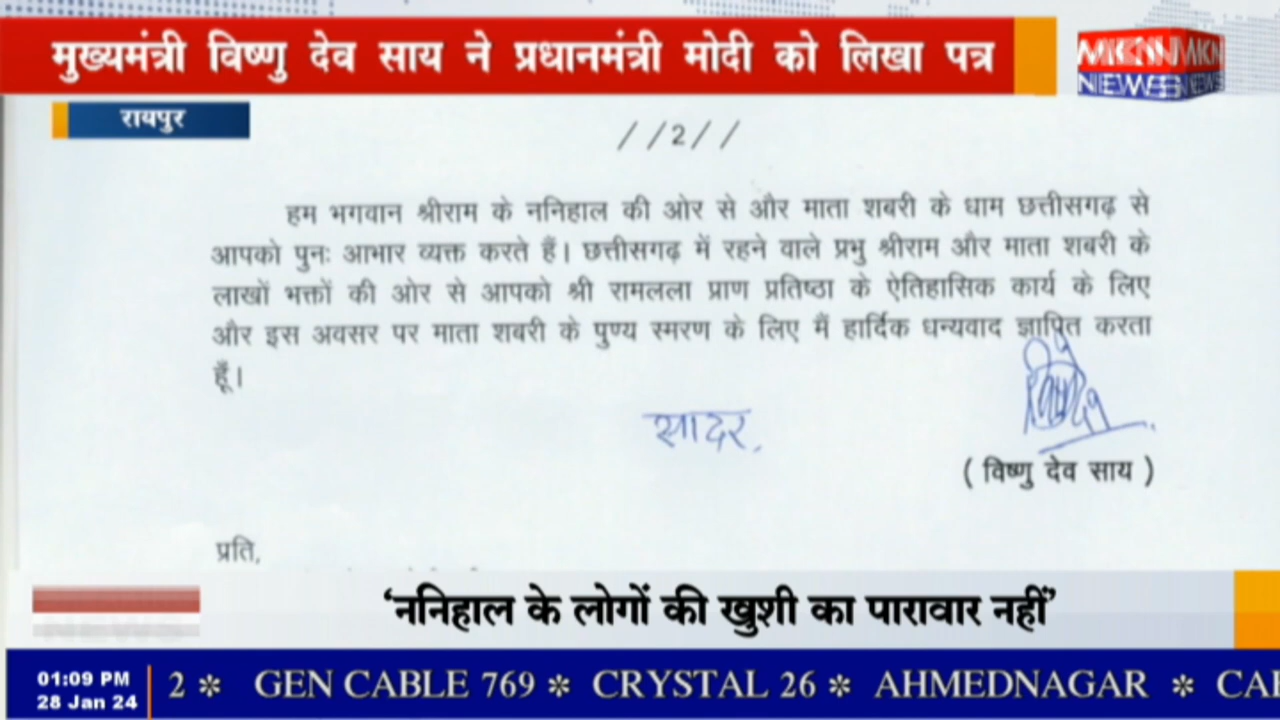 मुख्यमंत्री विष्णु देव साय ने प्रधानमंत्री मोदी को लिखा पत्र
MKN
NEWS
रायपुर
//2//
हम भगवान श्रीराम के ननिहाल की ओर से और माता शबरी के धाम छत्तीसगढ़ से
आपको पुनः आभार व्यक्त करते हैं। छत्तीसगढ़ में रहने वाले प्रभु श्रीराम और माता शबरी के
लाखों भक्तों की ओर से आपको श्री रामलला प्राण प्रतिष्ठा के ऐतिहासिक कार्य के लिए
और इस अवसर पर माता शबरी के पुण्य स्मरण के लिए मैं हार्दिक धन्यवाद ज्ञापित करता
हूँ।
सादर.
( विष्णु देव साय )
प्रति,
‘ननिहाल के लोगों की खुशी का पारावार नहीं’
01:09 PM
28 Jan 24
2 * GEN CABLE 769 * CRYSTAL 26 * AHMEDNAGAR *